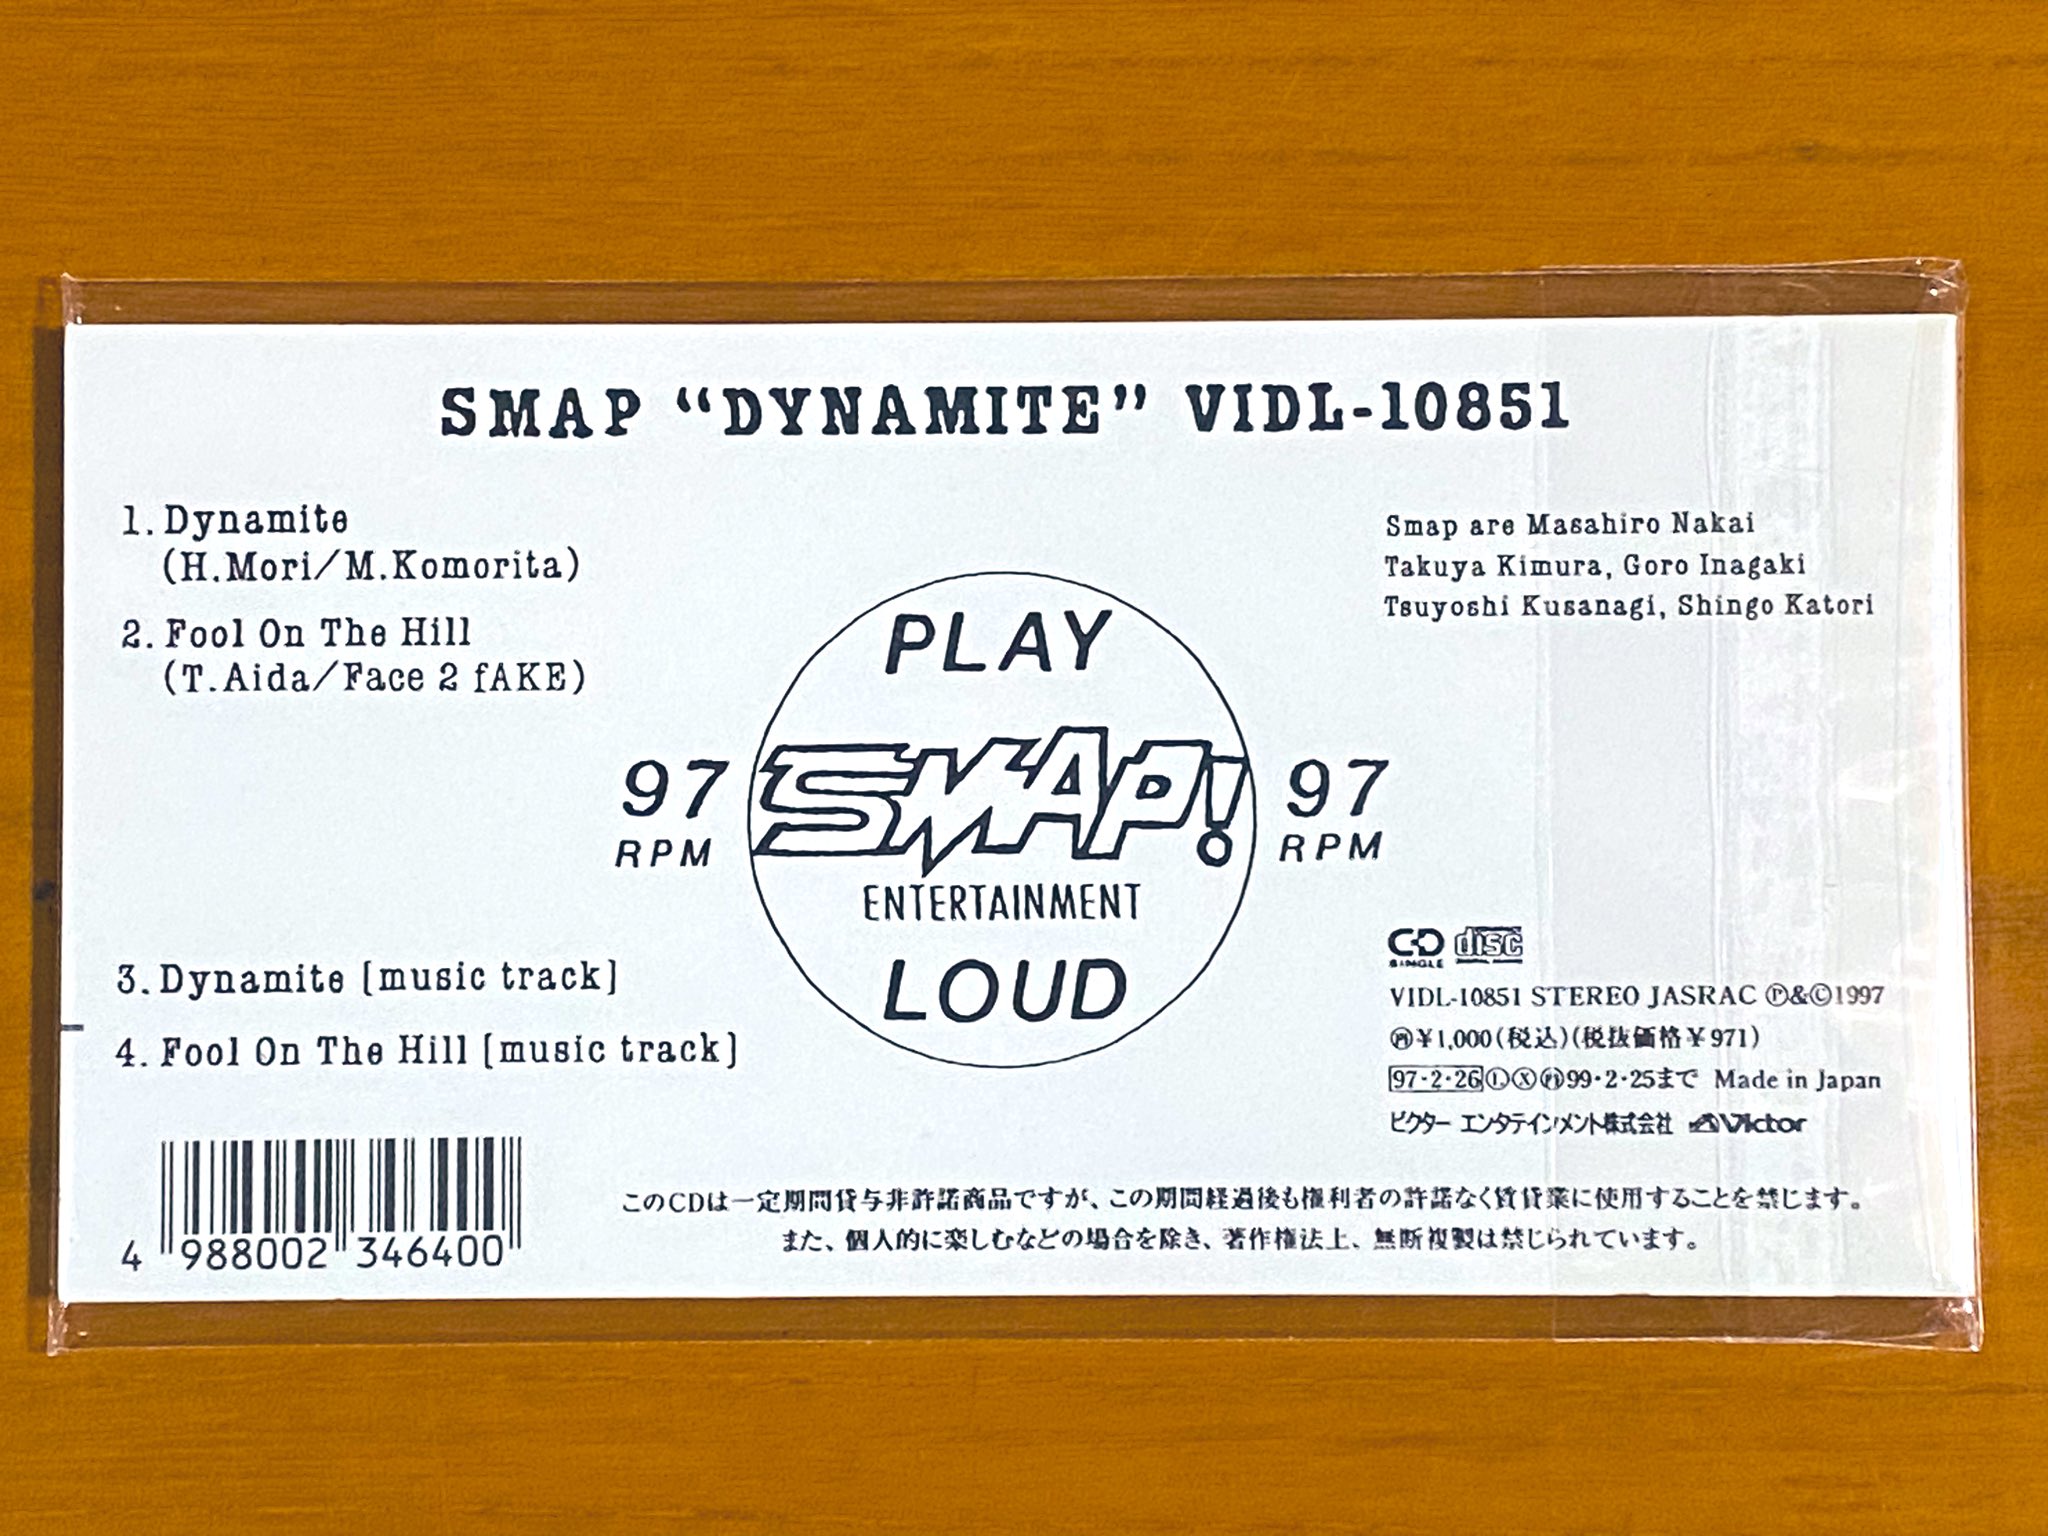 SMAP “DYNAMITE” VIDL-10851
1. Dynamite
(H.Mori/M.Komorita)
2. Fool On The Hill
(T.Aida/Face 2 fAKE)
Smap are Masahiro Nakai
Takuya Kimura, Goro Inagaki
Tsuyoshi Kusanagi, Shingo Katori
PLAY
97
RPM
SMAP!
97
RPM
ENTERTAINMENT
LOUD
3. Dynamite [music track]
4. Fool On The Hill [music track]
CD SINGLE disc
VIDL-10851 STEREO JASRAC Ⓟ&©1997
¥1,000(税込)(税抜価格¥971)
97·2·26ⓁⓍ99·2·25まで Made in Japan
ビクター エンタテインメント株式会社 Victor
4 988002 346400
このCDは一定期間貸与非許諾商品ですが、この期間経過後も権利者の許諾なく賃貸業に使用することを禁じます。
また、個人的に楽しむなどの場合を除き、著作権法上、無断複製は禁じられています。